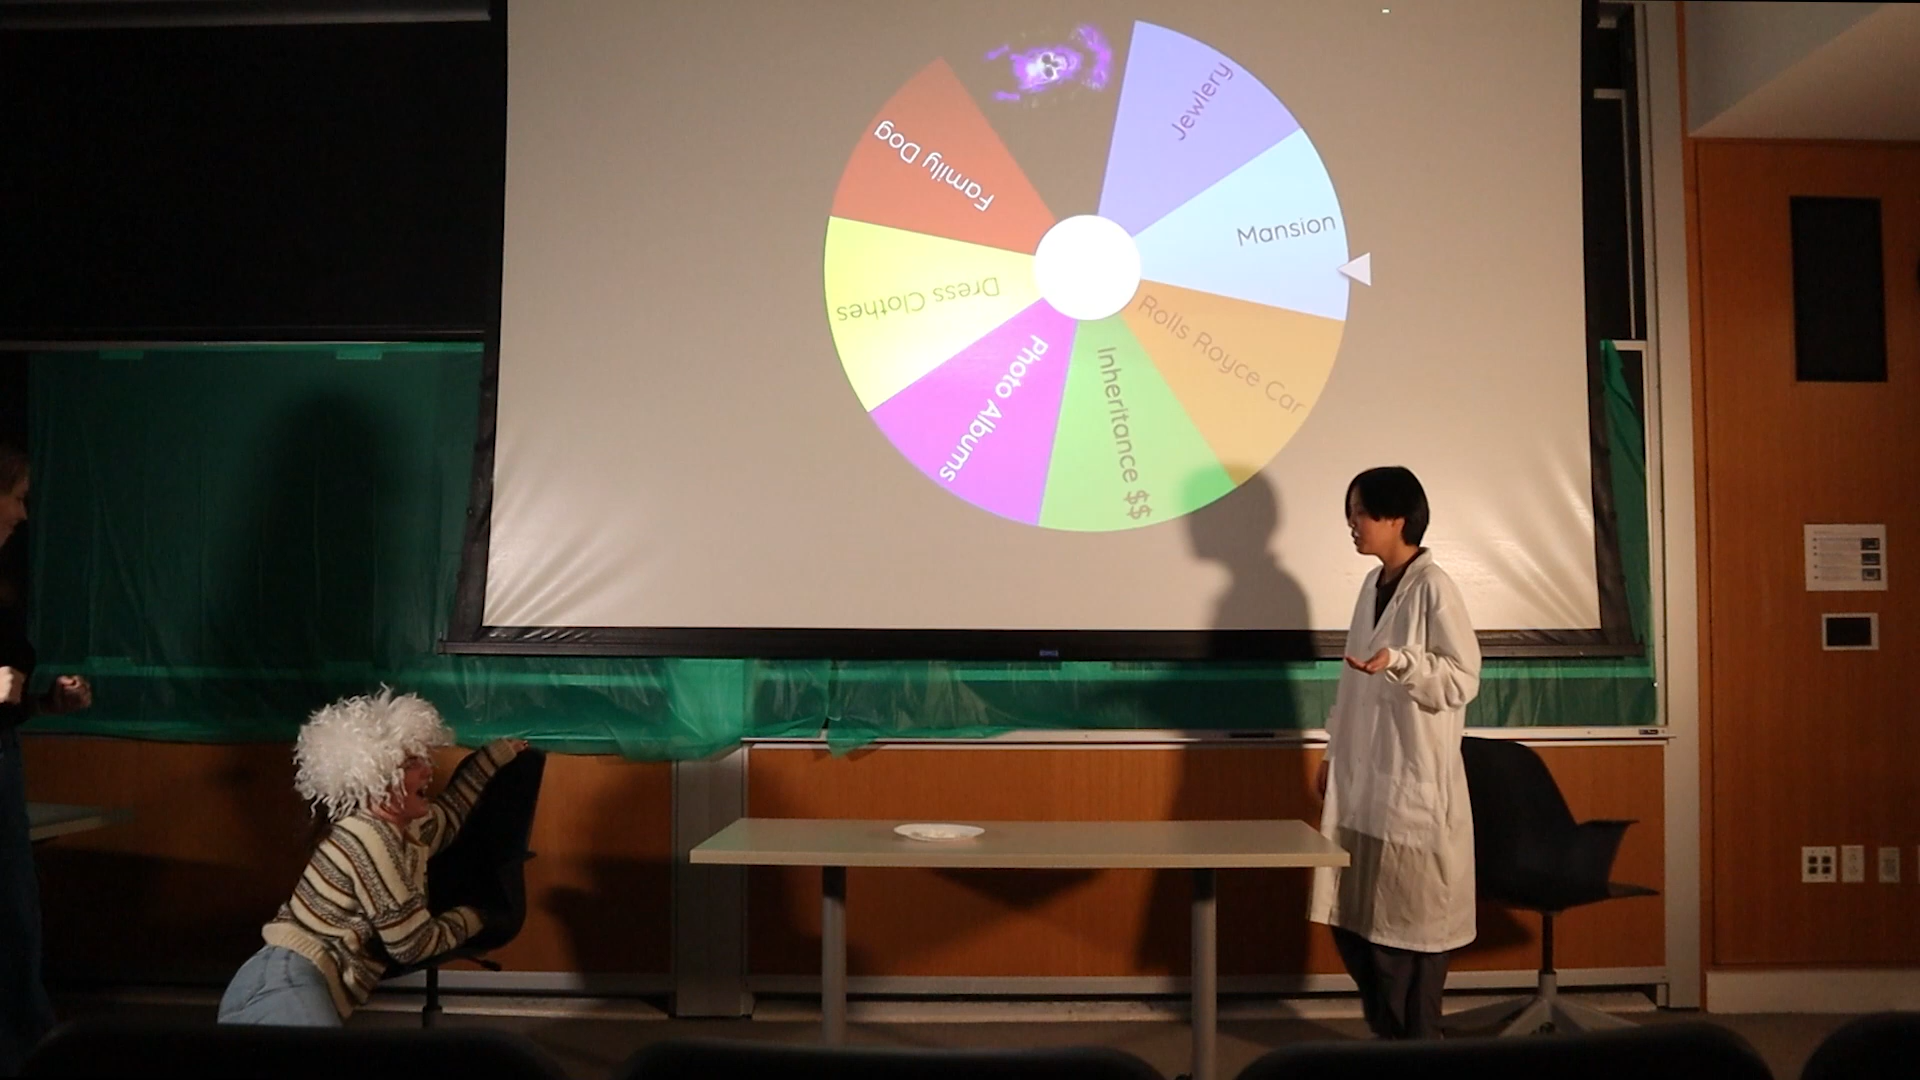 Jewlery
Mansion
Rolls Royce Car
Inheritance $$
Photo Albums
Dress Clothes
Family Dog